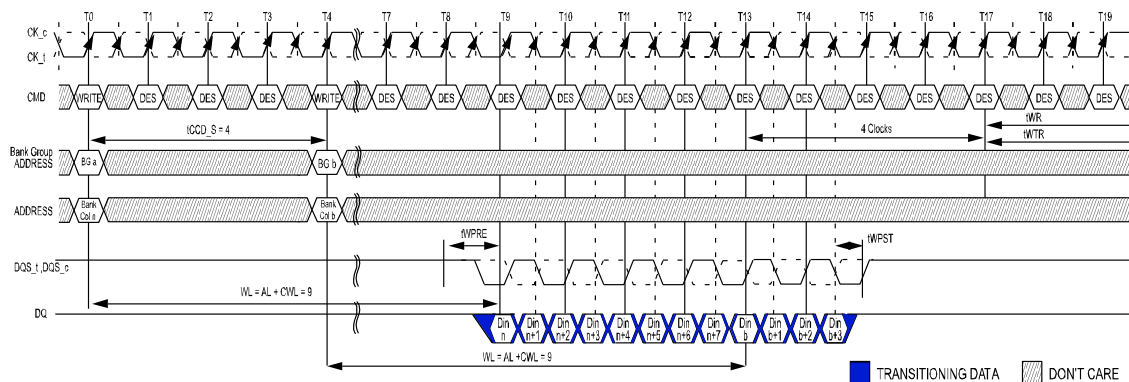 T0 T1 T2 T3 T4 T7 T8 T9 T10 T11 T12 T13 T14 T15 T16 T17 T18 T19
CK_c
CK_t
CMD WRITE DES DES DES WRITE DES DES DES DES DES DES DES DES DES DES DES DES DES
tCCD_S = 4
4 Clocks
tWR
tWTR
Bank Group
ADDRESS BG a BG b
ADDRESS Bank Col n Bank Col b
tWPRE
tWPST
DQS_t ,DQS_c
WL = AL + CWL = 9
DQ Din n Din n+1 Din n+2 Din n+3 Din n+4 Din n+5 Din n+6 Din n+7 Din b Din b+1 Din b+2 Din b+3
WL = AL +CWL = 9
TRANSITIONING DATA DON'T CARE